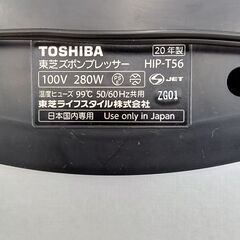 TOSHIBA 20年製
東芝ズボンプレッサー HIP-T56
100V 280W PS E JET
温度ヒューズ 99℃ 50/60Hz共用 ZG01
東芝ライフスタイル株式会社
日本国内専用 Use only in Japan